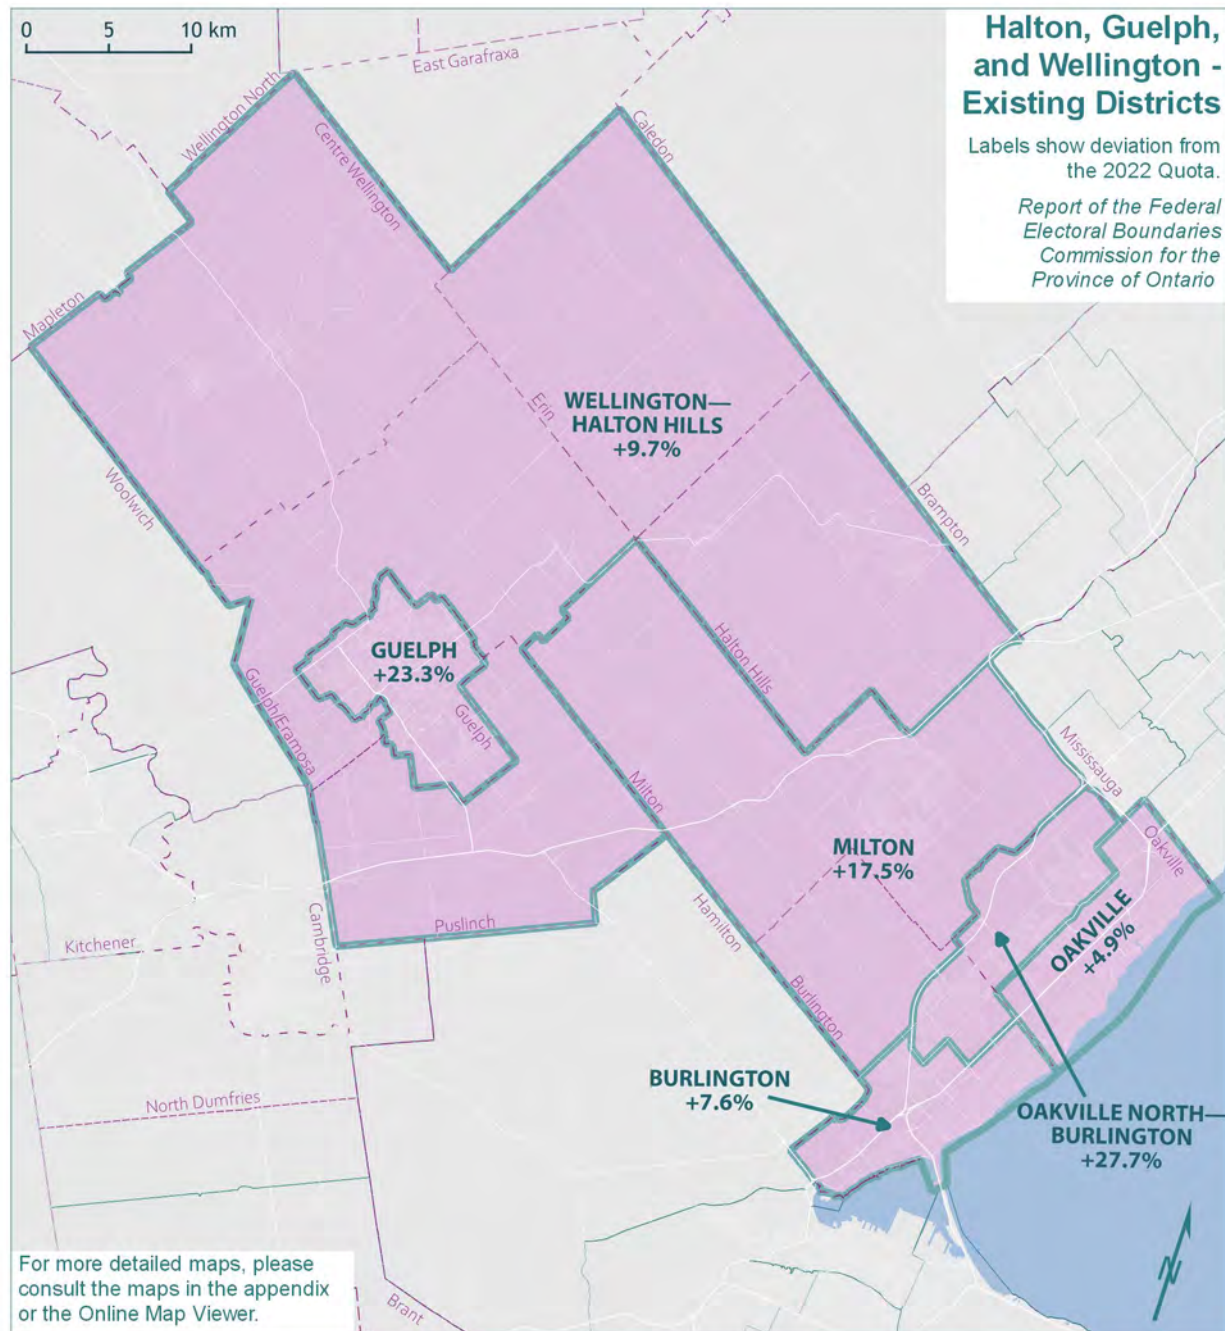 0 5 10 km
Halton, Guelph,
and Wellington -
Existing Districts
Labels show deviation from
the 2022 Quota.
Report of the Federal
Electoral Boundaries
Commission for the
Province of Ontario
East Garafraxa
Wellington North
Centre Wellington
Caledon
Mapleton
WELLINGTON—
HALTON HILLS
+9.7%
Erin
Woolwich
Brampton
GUELPH
+23.3%
Guelph
Guelph/Eramosa
Halton Hills
Mississauga
Milton
MILTON
+17.5%
Oakville
OAKVILLE
+4.9%
Puslinch
Hamilton
Kitchener
Cambridge
Burlington
BURLINGTON
+7.6%
North Dumfries
OAKVILLE NORTH—
BURLINGTON
+27.7%
N
For more detailed maps, please
consult the maps in the appendix
or the Online Map Viewer.
Brant